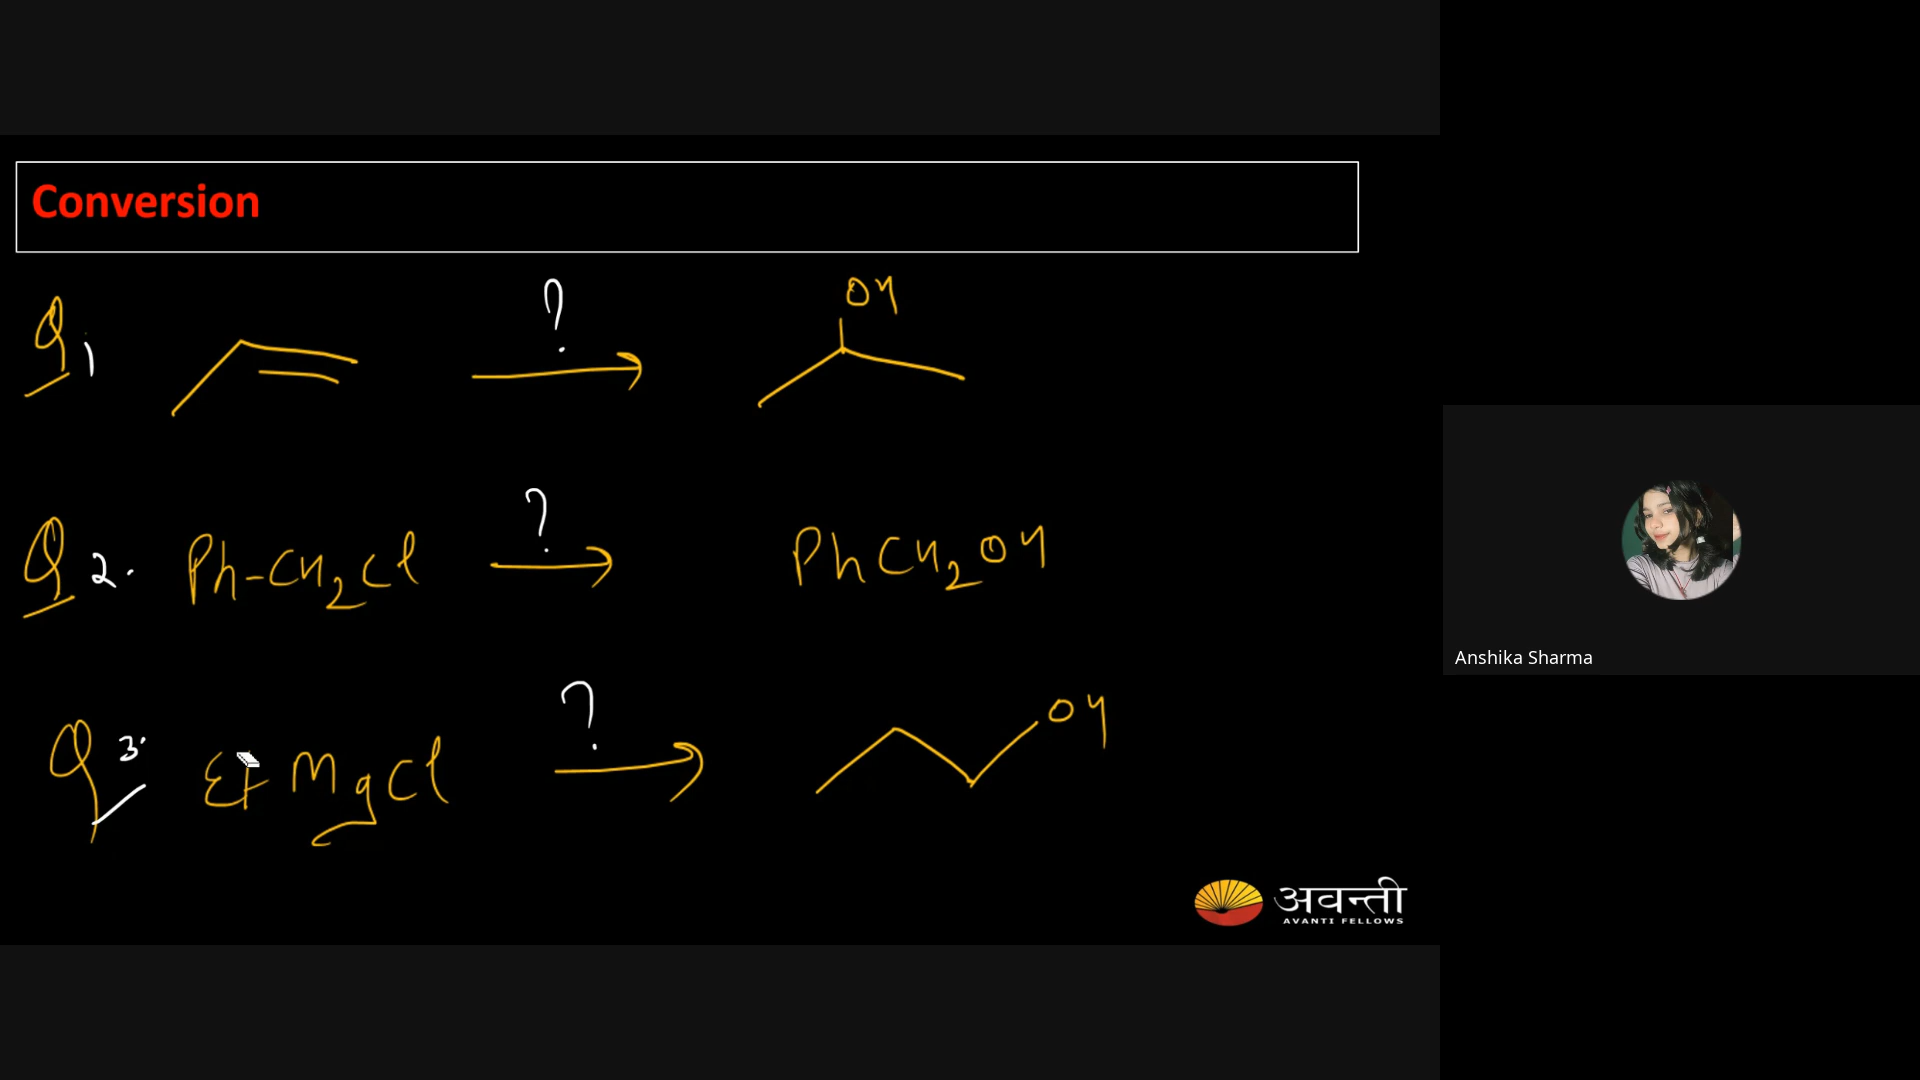 Conversion
Q1 ? OH
Q2. Ph-CH2Cl ? PhCH2OH
Q3. EtMgCl ? OH
Anshika Sharma
अवन्ती
AVANTI FELLOWS